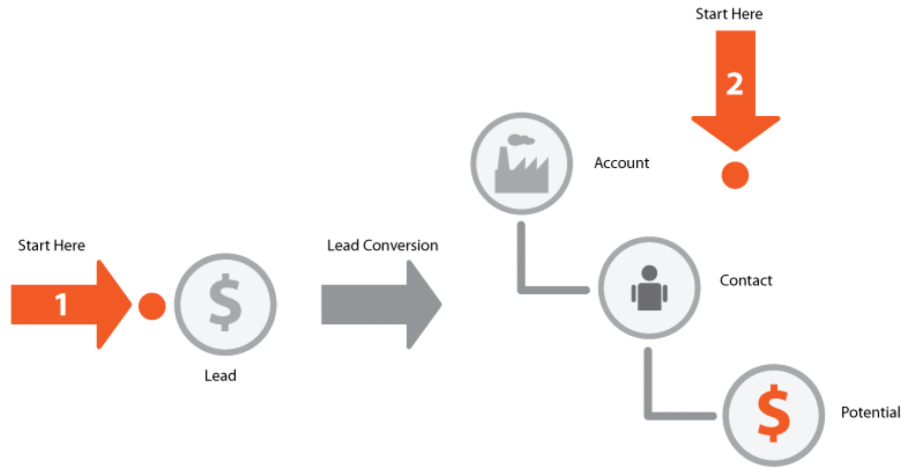 Start Here
2
Account
Start Here
Lead Conversion
1
$
Contact
Lead
$
Potential